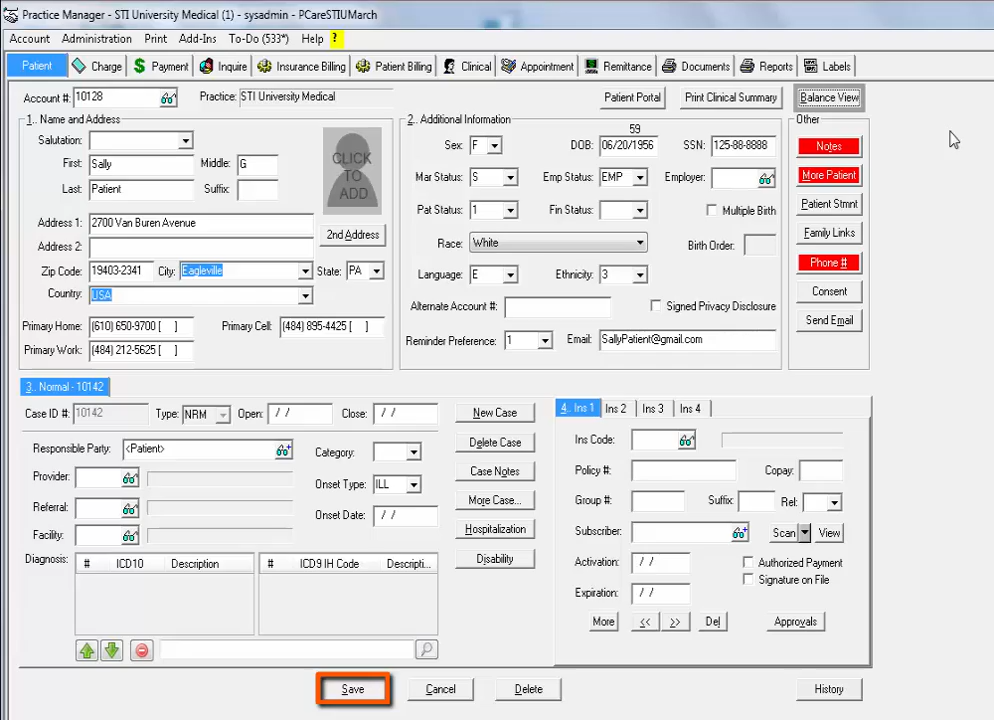 Practice Manager - STI University Medical (1) - sysadmin - PCareSTIUMarch
Account Administration Print Add-Ins To-Do (533*) Help ?
Patient Charge $ Payment Inquire Insurance Billing Patient Billing Clinical Appointment Remittance Documents Reports Labels
Account #: 10128 Practice: STI University Medical Patient Portal Print Clinical Summary Balance View
1.. Name and Address
2.. Additional Information
Other
Salutation:
First: Sally Middle: G
Last: Patient Suffix:
CLICK
TO
ADD
Address 1: 2700 Van Buren Avenue
2nd Address
Address 2:
Zip Code: 19403-2341 City: Eagleville State: PA
Country: USA
Primary Home: (610) 650-9700 [ ] Primary Cell: (484) 895-4425 [ ]
Primary Work: (484) 212-5625 [ ]
59
Sex: F DOB: 06/20/1956 SSN: 125-88-8888
Mar Status: S Emp Status: EMP Employer:
Pat Status: 1 Fin Status: Multiple Birth
Race: White Birth Order:
Language: E Ethnicity: 3
Alternate Account #: Signed Privacy Disclosure
Reminder Preference: 1 Email: SallyPatient@gmail.com
Notes
More Patient
Patient Stmnt
Family Links
Phone #
Consent
Send Email
3.. Normal - 10142
Case ID #: 10142 Type: NRM Open: / / Close: / /
Responsible Party: <Patient> Category:
Provider: Onset Type: ILL
Referral: Onset Date: / /
Facility:
Diagnosis: # ICD10 Description # ICD9 IH Code Descripti...
New Case
Delete Case
Case Notes
More Case...
Hospitalization
Disability
4.. Ins 1 Ins 2 Ins 3 Ins 4
Ins Code:
Policy #: Copay:
Group #: Suffix: Rel:
Subscriber: Scan View
Activation: / / Authorized Payment
Signature on File
Expiration: / /
More << >> Del Approvals
Save Cancel Delete History